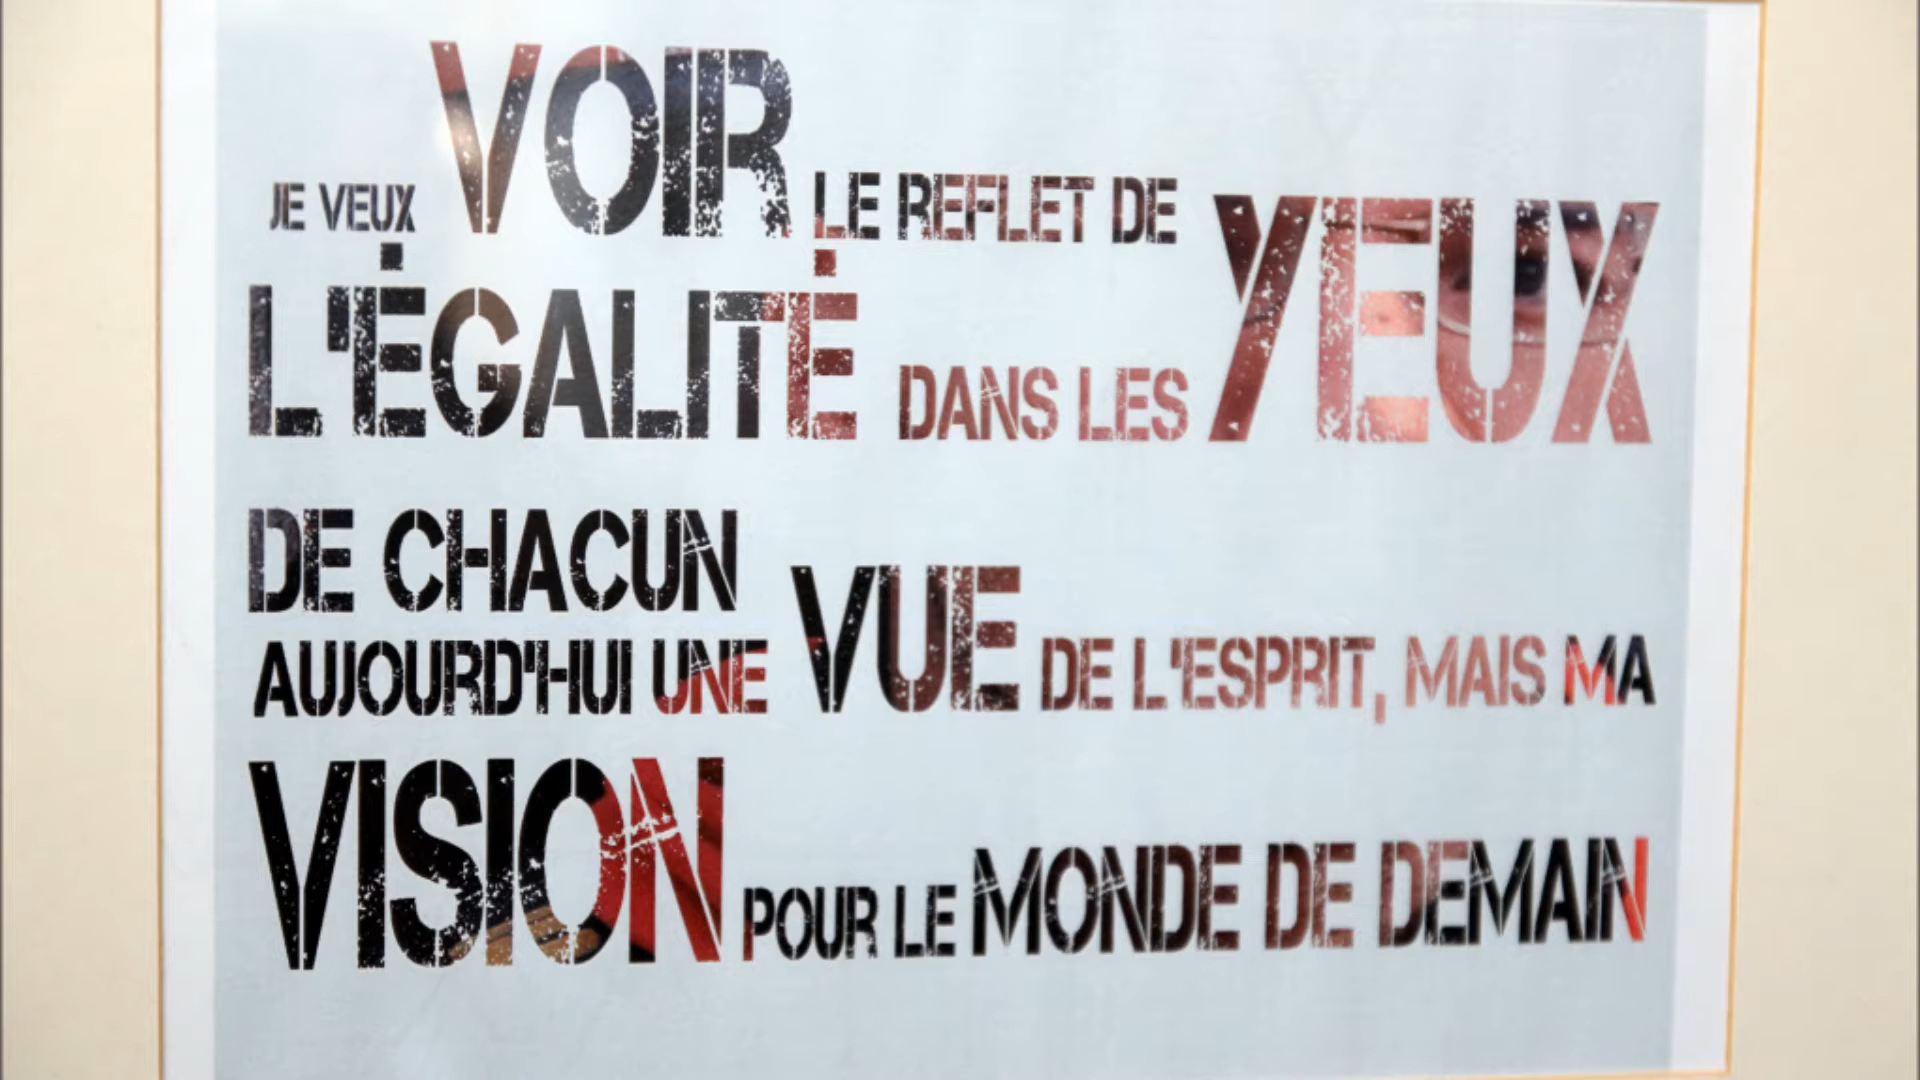 JE VEUX VOIR LE REFLET DE
L'ÉGALITÉ DANS LES YEUX
DE CHACUN
AUJOURD'HUI UNE VUE DE L'ESPRIT, MAIS MA
VISION POUR LE MONDE DE DEMAIN